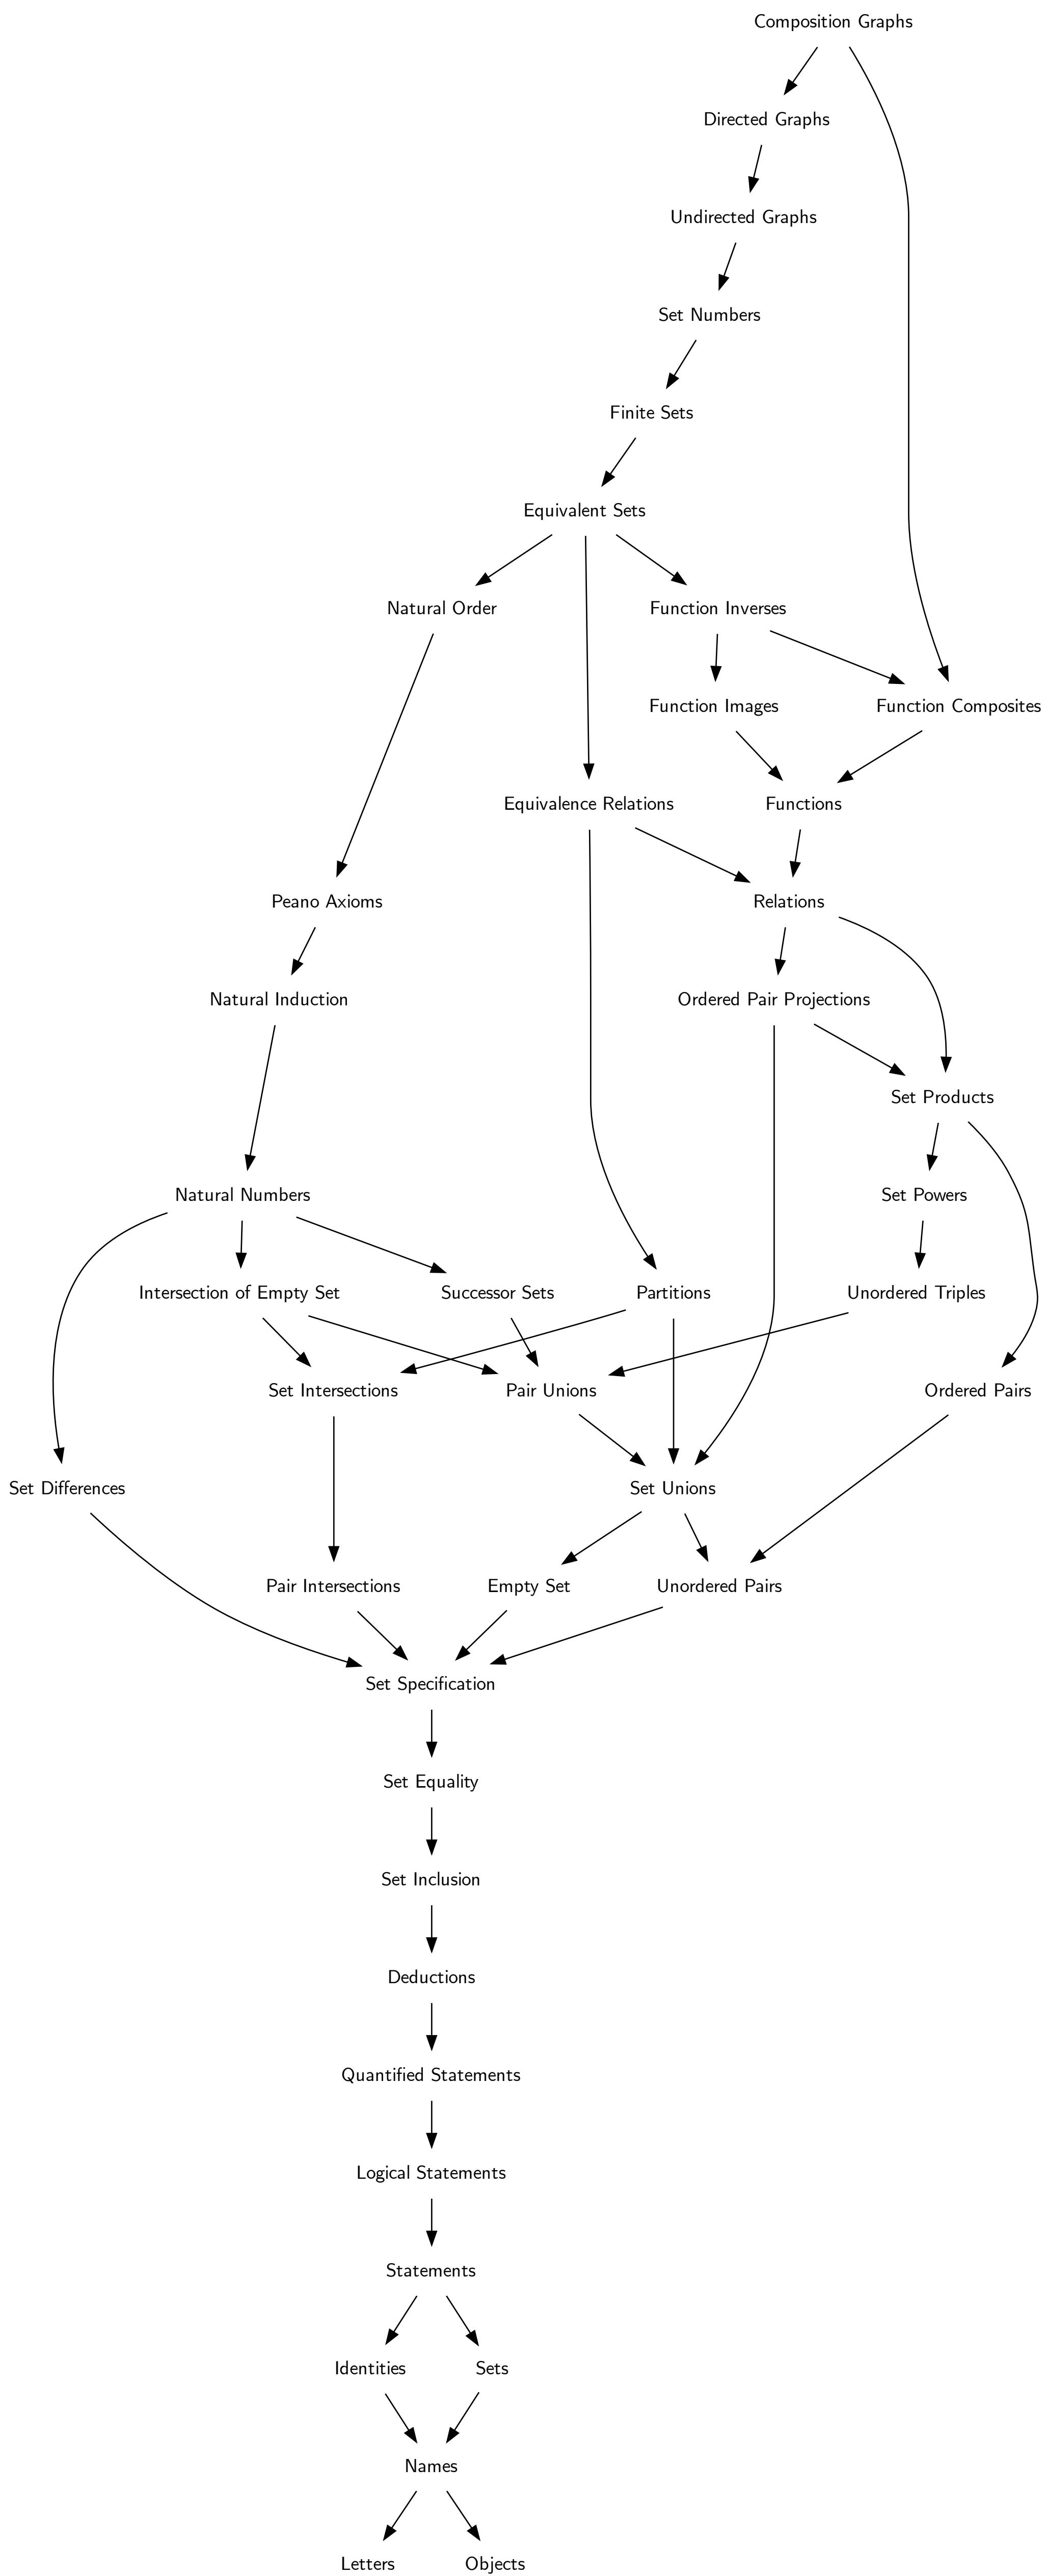 Composition Graphs
Directed Graphs
Undirected Graphs
Set Numbers
Finite Sets
Equivalent Sets
Natural Order
Function Inverses
Function Images
Function Composites
Equivalence Relations
Functions
Peano Axioms
Relations
Natural Induction
Ordered Pair Projections
Set Products
Natural Numbers
Set Powers
Intersection of Empty Set
Successor Sets
Partitions
Unordered Triples
Set Intersections
Pair Unions
Ordered Pairs
Set Differences
Set Unions
Pair Intersections
Empty Set
Unordered Pairs
Set Specification
Set Equality
Set Inclusion
Deductions
Quantified Statements
Logical Statements
Statements
Identities
Sets
Names
Letters
Objects